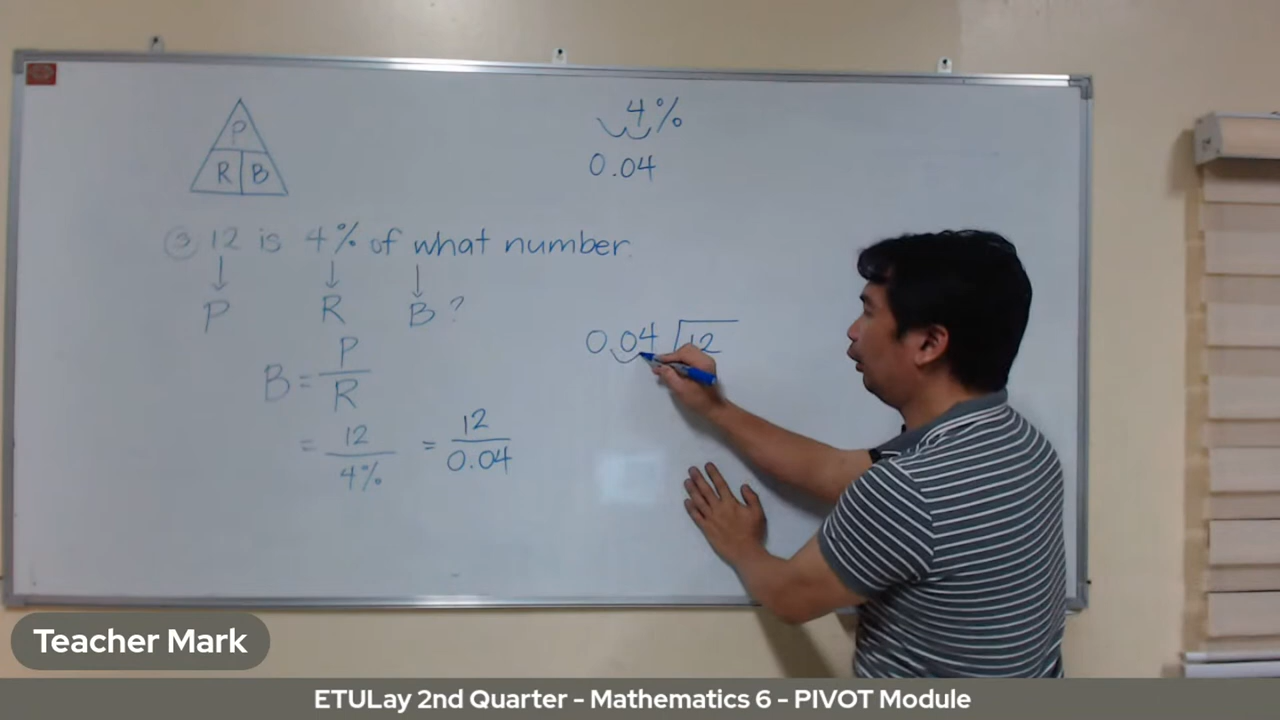 4%
0.04
P
R B
3 12 is 4% of what number.
P R B ?
B = P/R
= 12/4% = 12/0.04
0.04 12
Teacher Mark
ETULay 2nd Quarter - Mathematics 6 - PIVOT Module